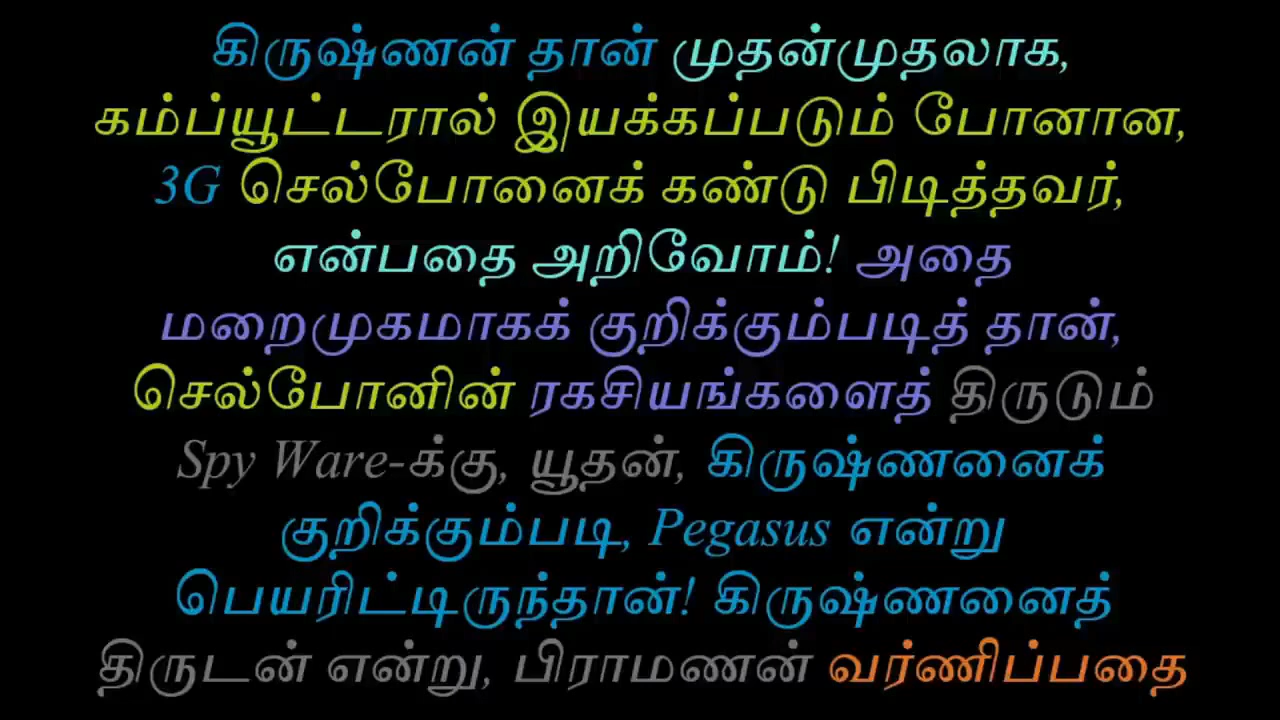 கிருஷ்ணன் தான் முதன்முதலாக,
கம்ப்யூட்டரால் இயக்கப்படும் போனான,
3G செல்போனைக் கண்டு பிடித்தவர்,
என்பதை அறிவோம்! அதை
மறைமுகமாகக் குறிக்கும்படித் தான்,
செல்போனின் ரகசியங்களைத் திருடும்
Spy Ware-க்கு, யூதன், கிருஷ்ணனைக்
குறிக்கும்படி, Pegasus என்று
பெயரிட்டிருந்தான்! கிருஷ்ணனைத்
திருடன் என்று, பிராமணன் வர்ணிப்பதை